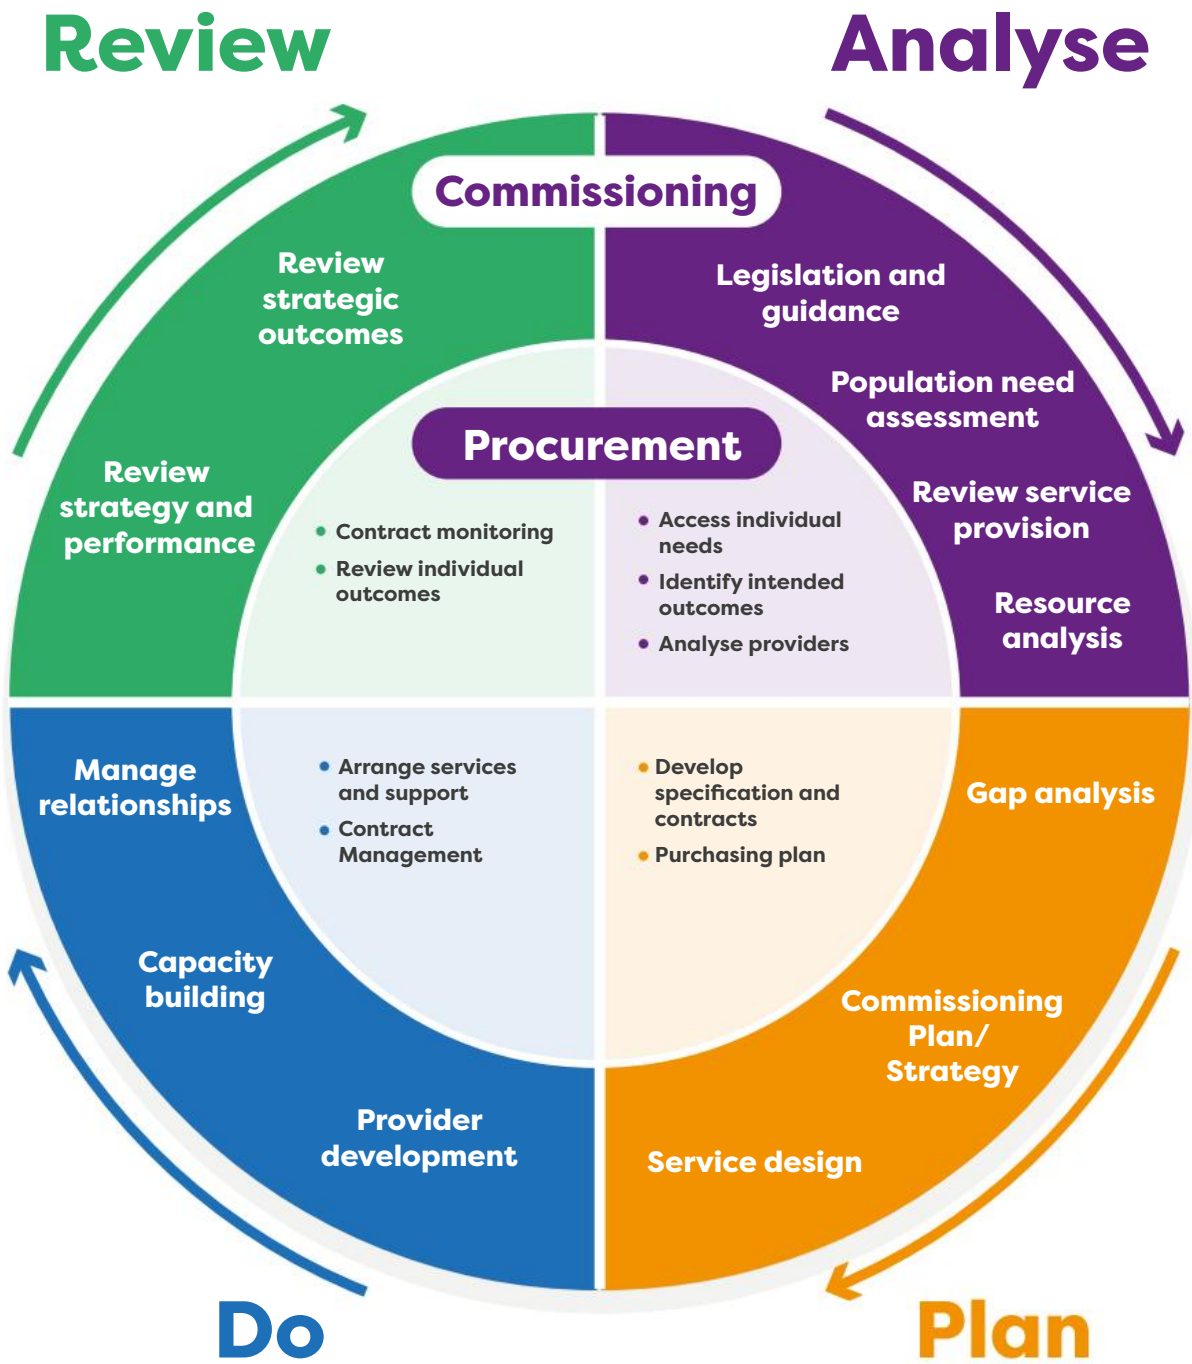 Review
Analyse
Commissioning
Review
strategic
outcomes
Review
strategy and
performance
Legislation and
guidance
Population need
assessment
Review service
provision
Resource
analysis
Procurement
Contract monitoring
Review individual
outcomes
Access individual
needs
Identify intended
outcomes
Analyse providers
Manage
relationships
Capacity
building
Provider
development
Arrange services
and support
Contract
Management
Develop
specification and
contracts
Purchasing plan
Gap analysis
Commissioning
Plan/
Strategy
Service design
Do
Plan